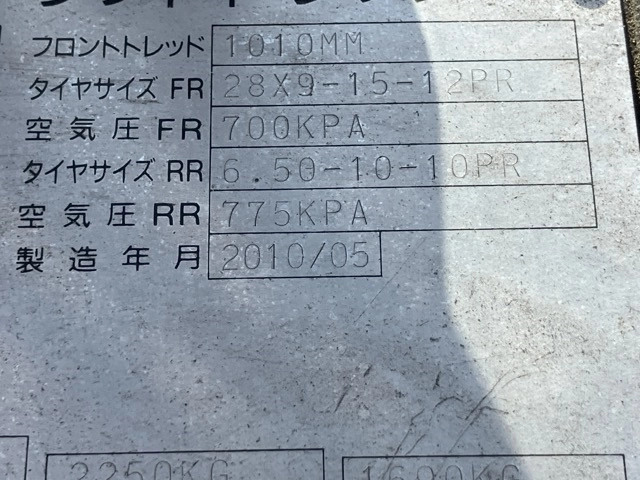 フロントトレッド 1010MM
タイヤサイズ FR 28X9-15-12PR
空気圧 FR 700KPA
タイヤサイズ RR 6.50-10-10PR
空気圧 RR 775KPA
製造年月 2010/05
2250KG